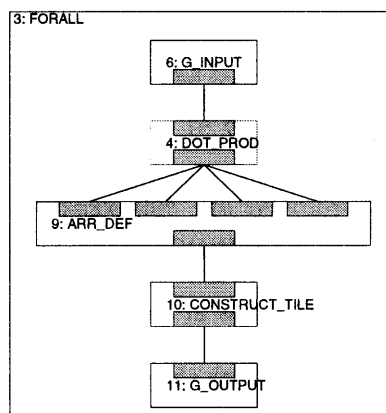 3: FORALL
6: G_INPUT
4: DOT_PROD
9: ARR_DEF
10: CONSTRUCT_TILE
11: G_OUTPUT